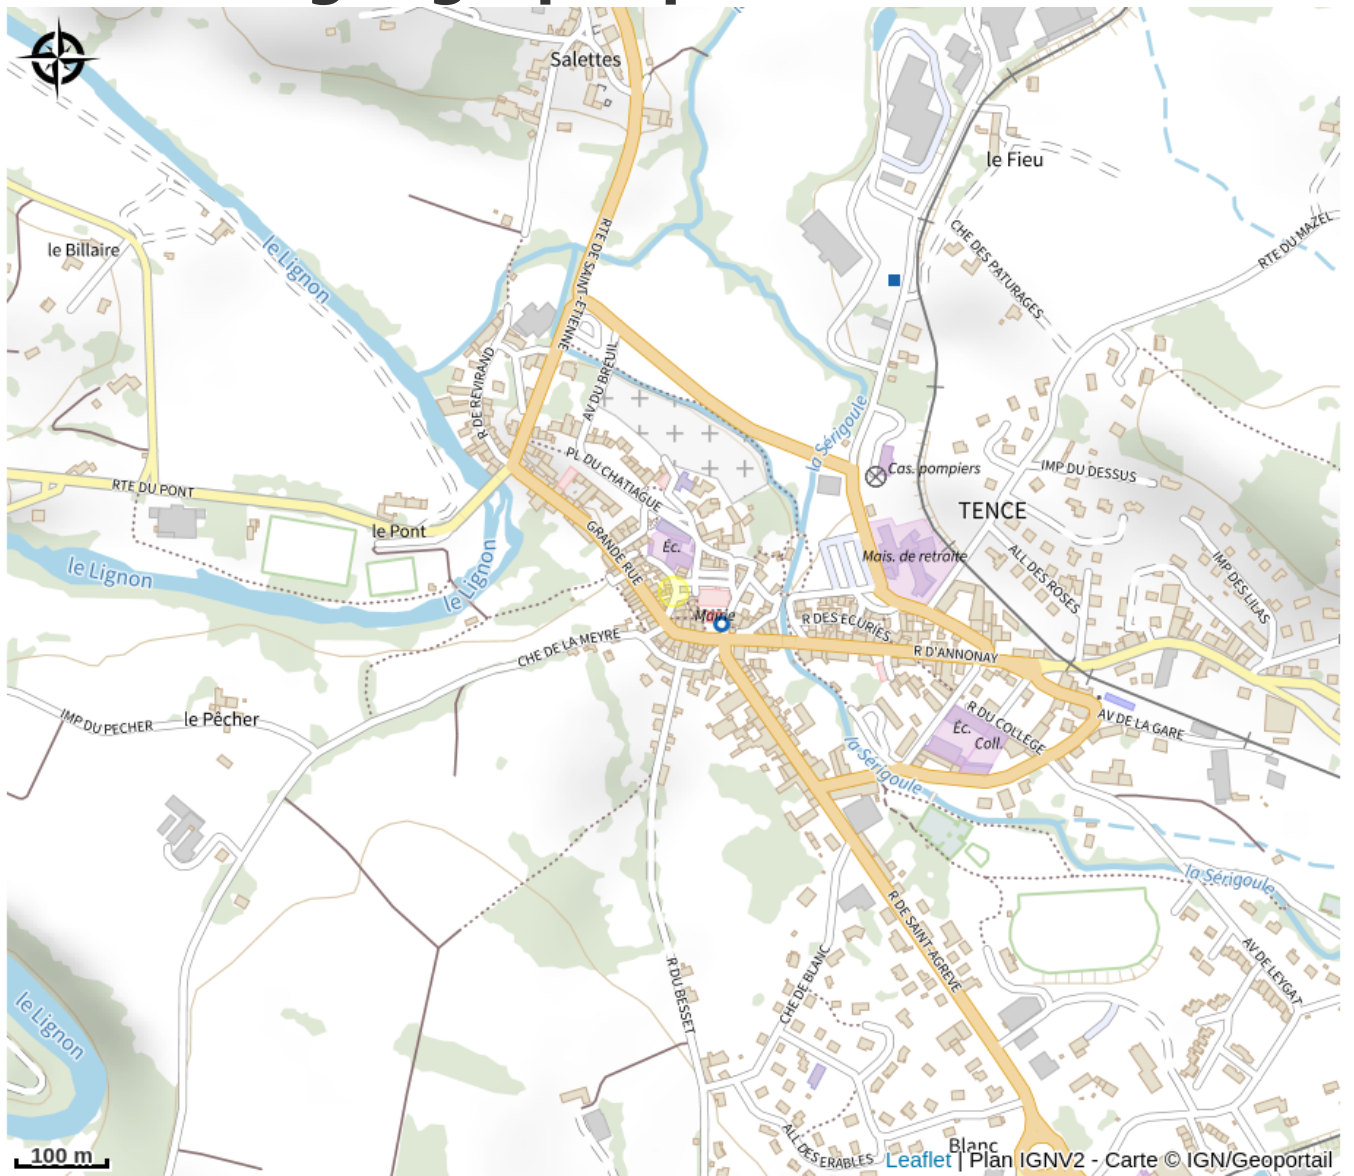 Salettes
le Fieu
le Billaire
le Lignon
RTE DE SAINT-ETIENNE
CHE DES PATURAGES
RTE DU MAZEL
R DE REVIRAND
AV DU BREUIL
la Sérigoule
PL DU CHATIAGUE
Cas. pompiers
IMP DU DESSUS
RTE DU PONT
TENCE
le Pont
GRANDE RUE
Éc.
Mais. de retraite
ALL DES ROSES
IMP DES LILAS
le Lignon
le Lignon
Mairie
R DES ECURIES
CHE DE LA MEYRE
R D'ANNONAY
IMP DU PECHER
le Pêcher
R DU COLLEGE
Éc.
Coll.
AV DE LA GARE
la Sérigoule
la Sérigoule
R DE SAINT-AGREVE
AV DE LEYGAT
CHE DE BLANC
R DU BESSET
le Lignon
ALL DES ERABLES
Blanc
100 m
Leaflet | Plan IGNV2 - Carte © IGN/Geoportail